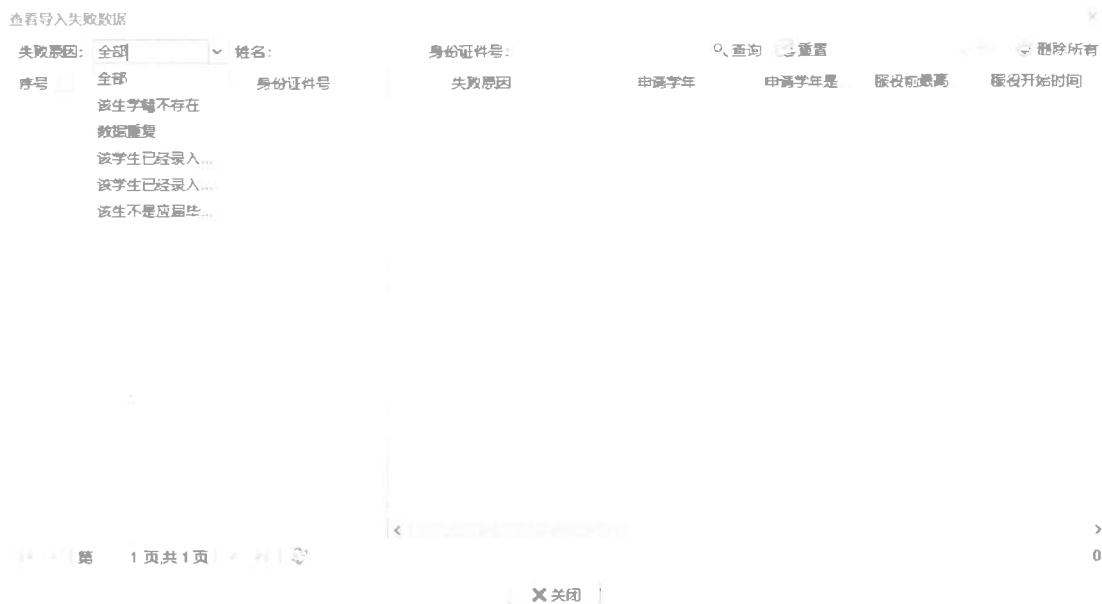 查看导入失败数据
失败原因: 全部 姓名: 身份证件号: 查询 重置 删除所有
序号 身份证件号 失败原因 申请学年 申请学年是 服役前最高 服役开始时间
全部
该生学籍不存在
数据重复
该学生已经录入...
该学生已经录入...
该生不是应届毕...
第 1 页,共 1 页 0
关闭